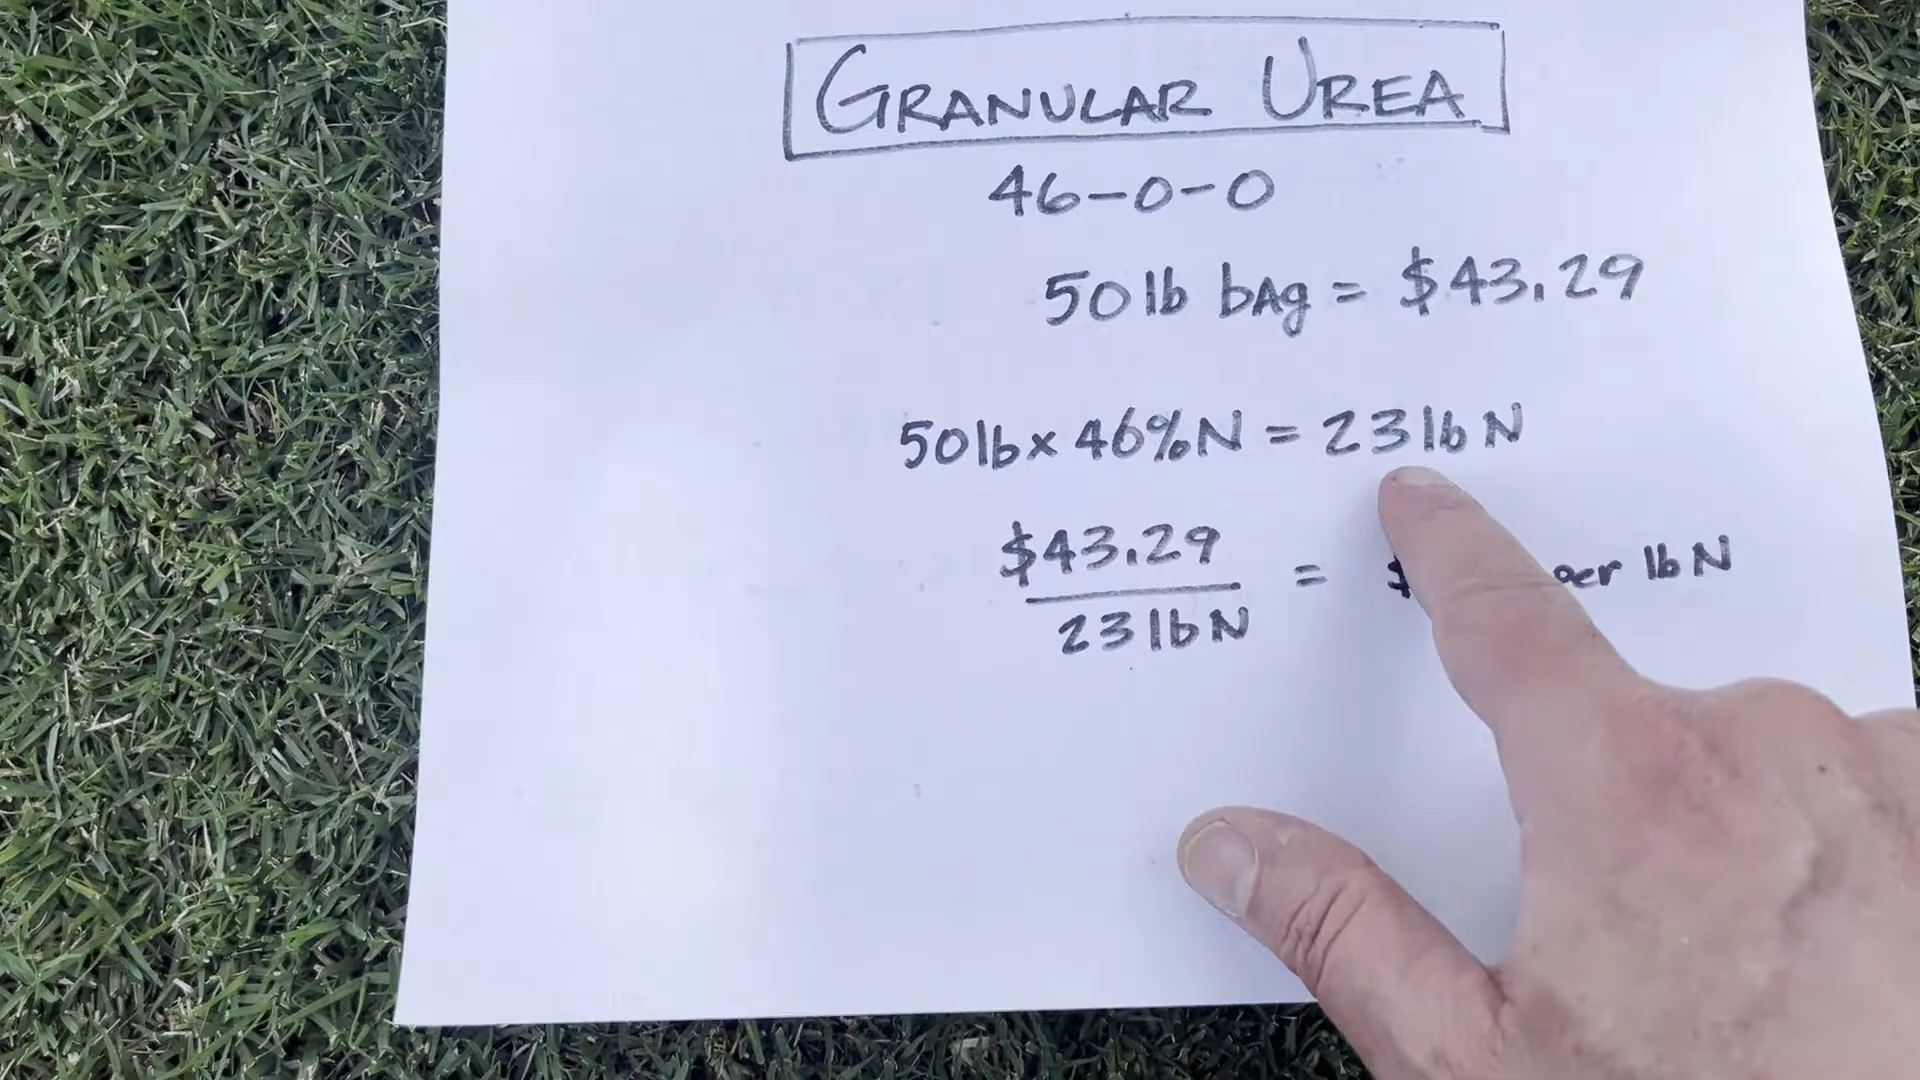 GRANULAR UREA
46-0-0
50 lb bAg = $43.29
50 lb x 46% N = 23 lb N
$43.29
23 lb N
= $ per lb N